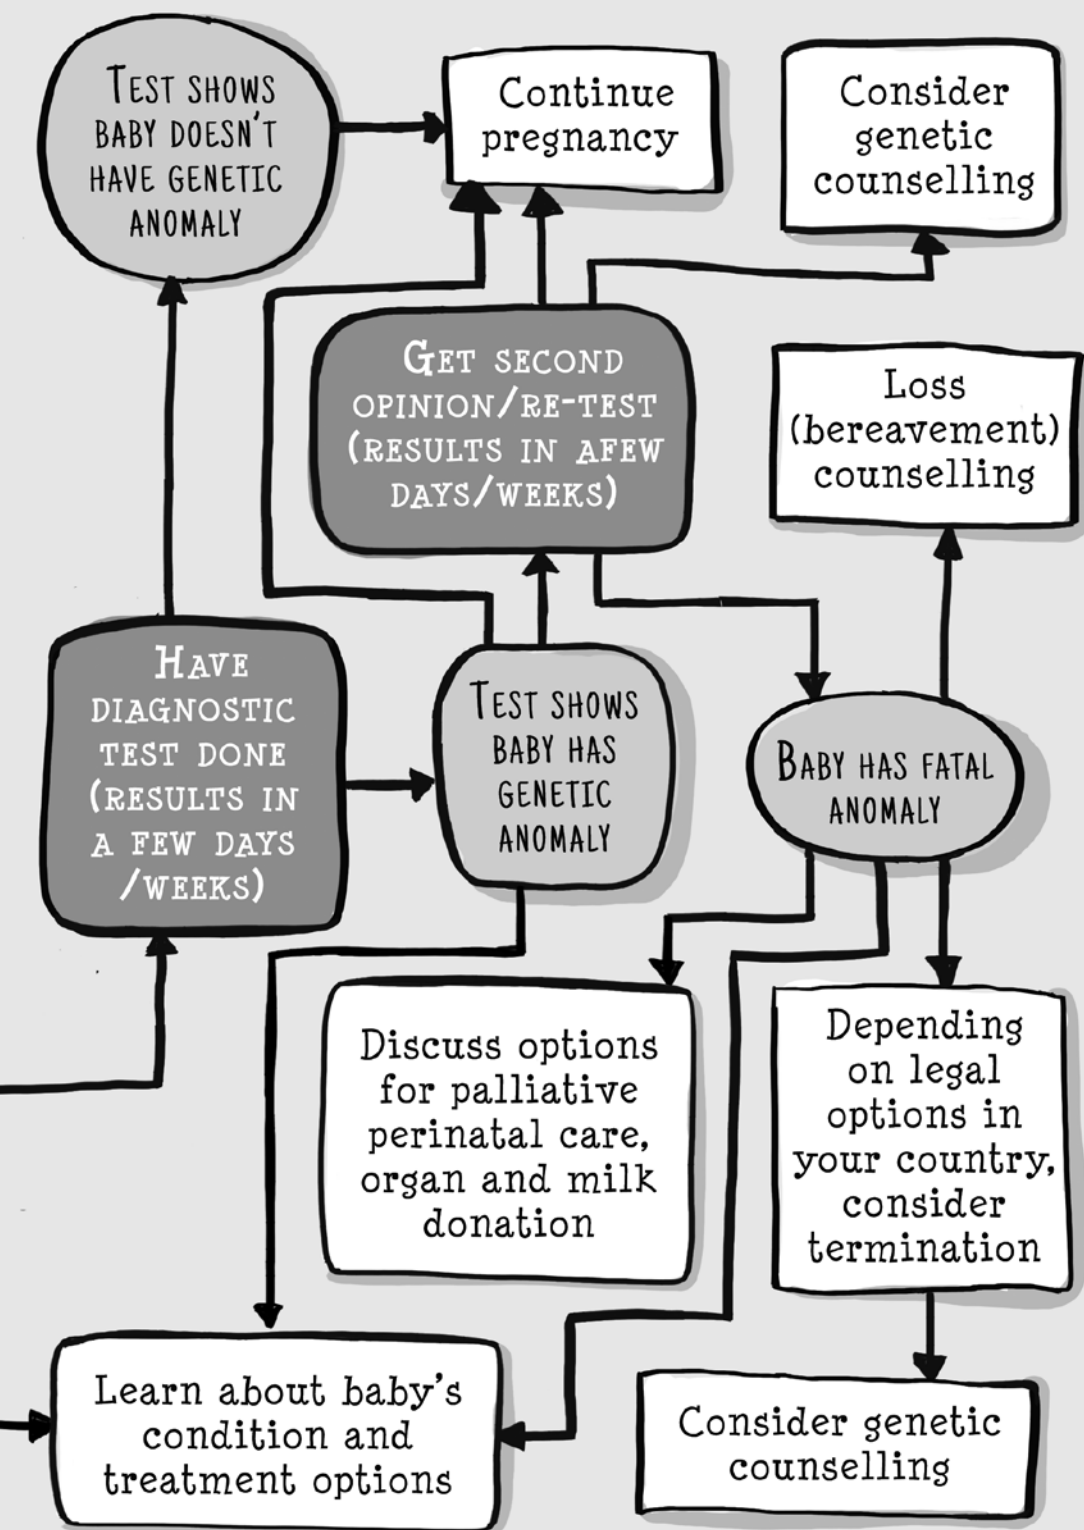 Test shows
baby doesn't
have genetic
anomaly
Continue
pregnancy
Consider
genetic
counselling
Get second
opinion/re-test
(results in afew
days/weeks)
Loss
(bereavement)
counselling
Have
diagnostic
test done
(results in
a few days
/weeks)
Test shows
baby has
genetic
anomaly
Baby has fatal
anomaly
Discuss options
for palliative
perinatal care,
organ and milk
donation
Depending
on legal
options in
your country,
consider
termination
Learn about baby's
condition and
treatment options
Consider genetic
counselling